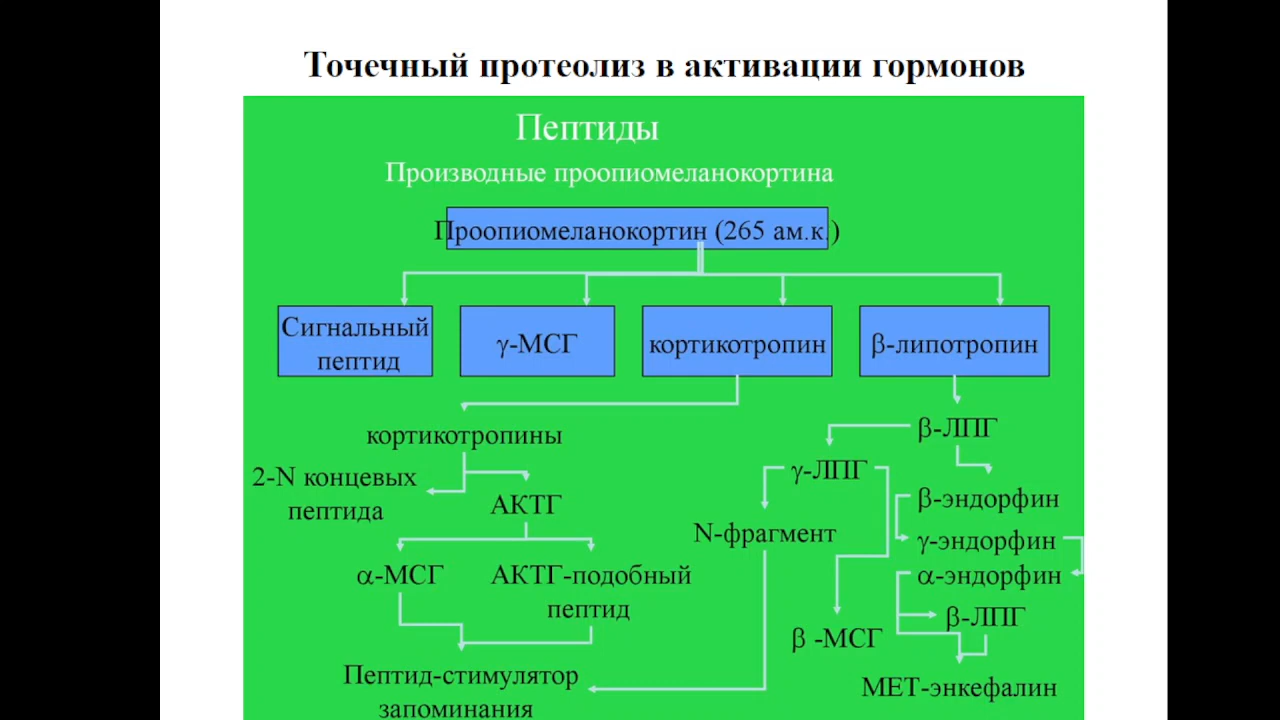 Точечный протеолиз в активации гормонов
Пептиды
Производные проопиомеланокортина
Проопиомеланокортин (265 ам.к.)
Сигнальный
пептид
γ-МСГ
кортикотропин
β-липотропин
кортикотропины
2-N концевых
пептида
АКТГ
α-МСГ
АКТГ-подобный
пептид
Пептид-стимулятор
запоминания
β-ЛПГ
γ-ЛПГ
N-фрагмент
β -МСГ
β-эндорфин
γ-эндорфин
α-эндорфин
β-ЛПГ
МЕТ-энкефалин